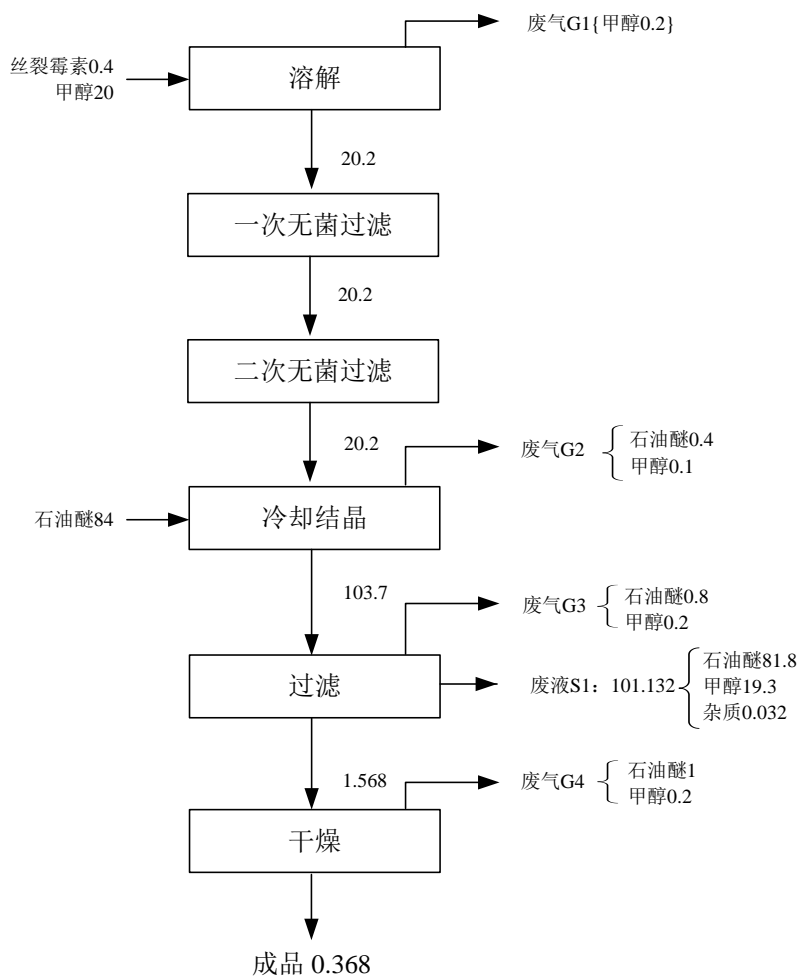 废气G1{甲醇0.2}
丝裂霉素0.4
甲醇20
溶解
20.2
一次无菌过滤
20.2
二次无菌过滤
20.2
废气G2
石油醚0.4
甲醇0.1
石油醚84
冷却结晶
103.7
废气G3
石油醚0.8
甲醇0.2
过滤
废液S1：101.132
石油醚81.8
甲醇19.3
杂质0.032
1.568
废气G4
石油醚1
甲醇0.2
干燥
成品 0.368